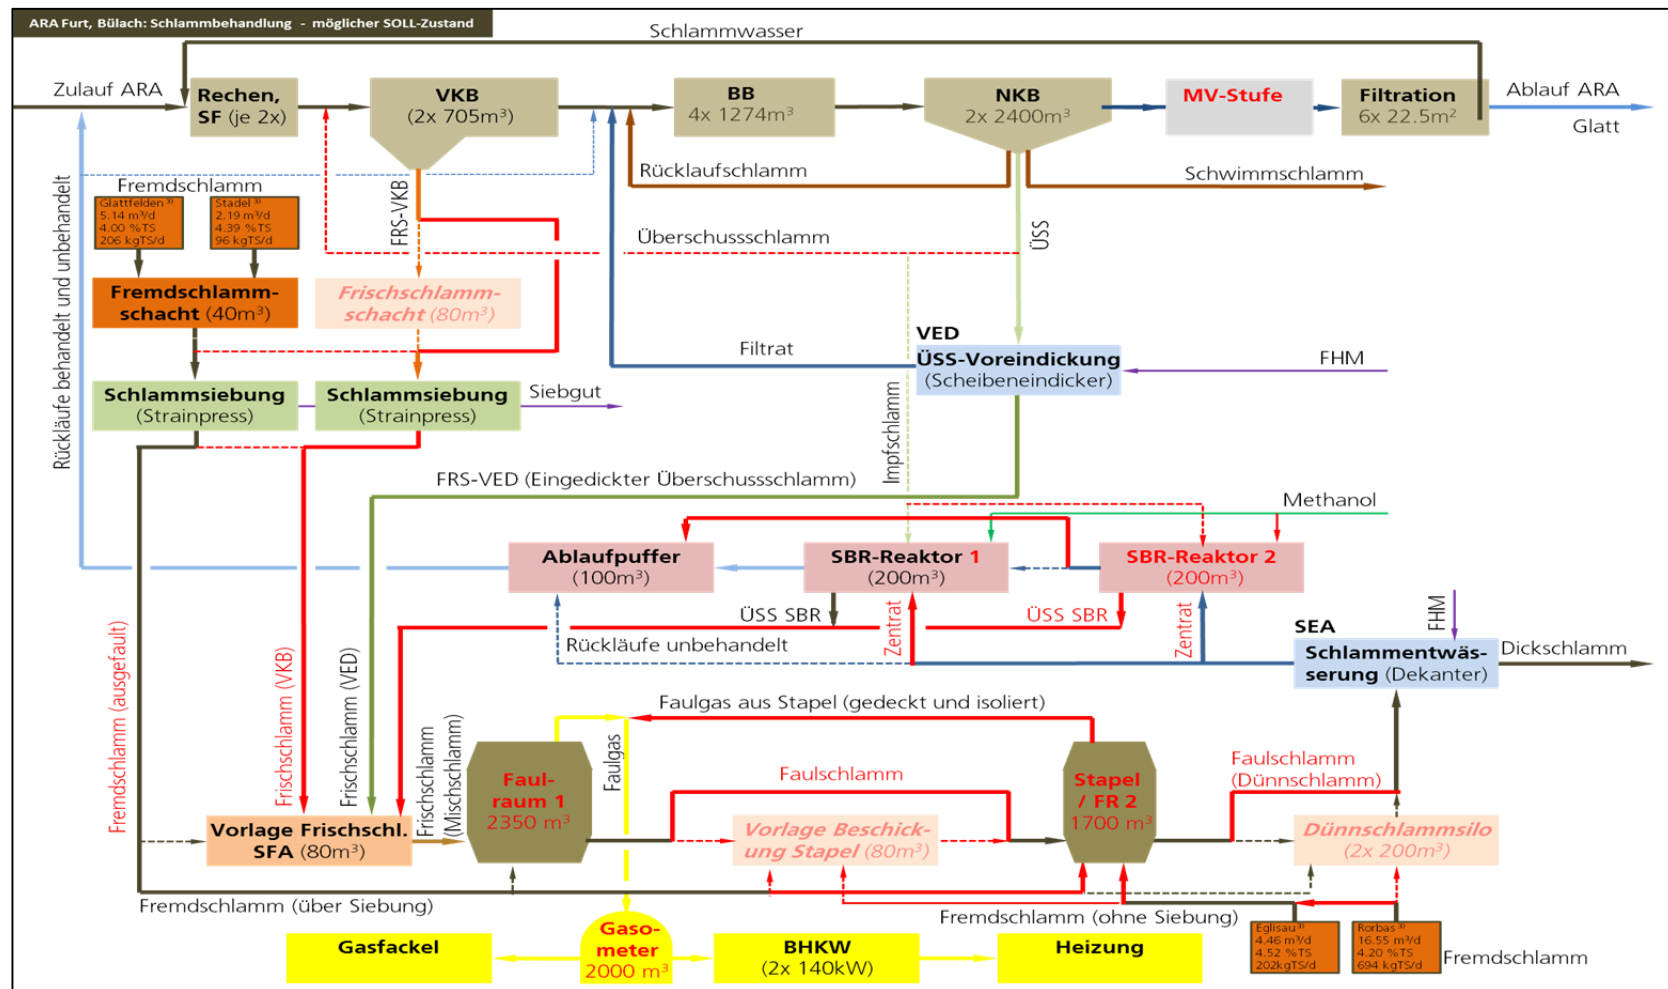 ARA Furt, Bülach: Schlammbehandlung - möglicher SOLL-Zustand
Schlammwasser
Zulauf ARA
Rechen,
SF (je 2x)
VKB
(2x 705m³)
BB
4x 1274m³
NKB
2x 2400m³
MV-Stufe
Filtration
6x 22.5m²
Ablauf ARA
Glatt
Rückläufe behandelt und unbehandelt
Fremdschlamm
Glattfelden ³⁾
5.14 m³/d
4.00 %TS
206 kgTS/d
Stadel ³⁾
2.19 m³/d
4.39 %TS
96 kgTS/d
FRS-VKB
Rücklaufschlamm
Schwimmschlamm
Überschussschlamm
ÜSS
Fremdschlamm-
schacht (40m³)
Frischschlamm-
schacht (80m³)
Filtrat
VED
ÜSS-Voreindickung
(Scheibeneindicker)
FHM
Schlammsiebung
(Strainpress)
Schlammsiebung
(Strainpress)
Siebgut
Impfschlamm
FRS-VED (Eingedickter Überschussschlamm)
Methanol
Ablaufpuffer
(100m³)
SBR-Reaktor 1
(200m³)
SBR-Reaktor 2
(200m³)
ÜSS SBR
Zentrat
ÜSS SBR
Zentrat
Rückläufe unbehandelt
FHM
SEA
Schlammentwäs-
serung (Dekanter)
Dickschlamm
Fremdschlamm (ausgefault)
Frischschlamm (VKB)
Frischschlamm (VED)
Frischschlamm
(Mischschlamm)
Faulgas aus Stapel (gedeckt und isoliert)
Faulgas
Faul-
raum 1
2350 m³
Faulschlamm
Stapel
/ FR 2
1700 m³
Faulschlamm
(Dünnschlamm)
Vorlage Frischschl.
SFA (80m³)
Vorlage Beschick-
ung Stapel (80m³)
Dünnschlammsilo
(2x 200m³)
Fremdschlamm (über Siebung)
Fremdschlamm (ohne Siebung)
Eglisau ³⁾
4.46 m³/d
4.52 %TS
202kgTS/d
Rorbas ³⁾
16.55 m³/d
4.20 %TS
694 kgTS/d
Fremdschlamm
Gasfackel
Gaso-
meter
2000 m³
BHKW
(2x 140kW)
Heizung